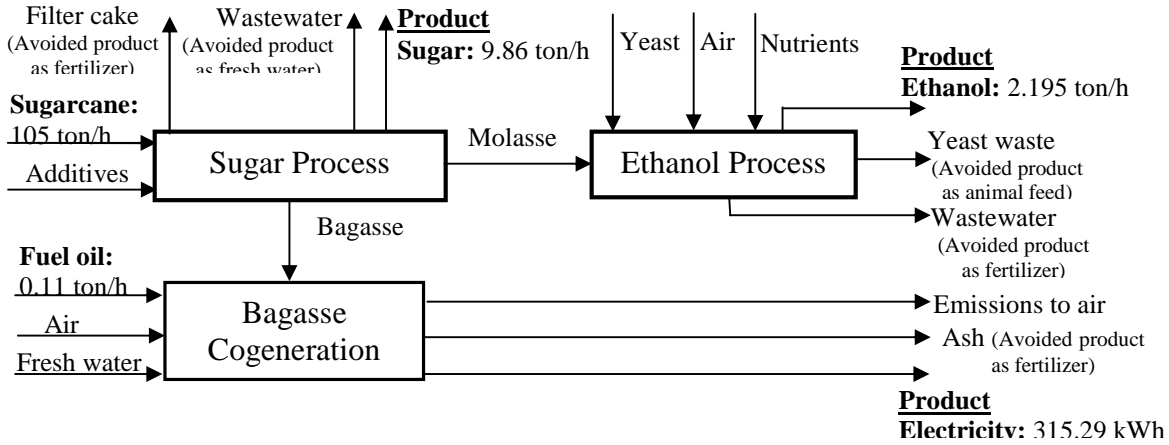 Filter cake
(Avoided product
as fertilizer)
Wastewater
(Avoided product
as fresh water)
Product
Sugar: 9.86 ton/h
Yeast
Air
Nutrients
Product
Ethanol: 2.195 ton/h
Sugarcane:
105 ton/h
Additives
Sugar Process
Molasse
Ethanol Process
Yeast waste
(Avoided product
as animal feed)
Wastewater
(Avoided product
as fertilizer)
Bagasse
Fuel oil:
0.11 ton/h
Air
Fresh water
Bagasse
Cogeneration
Emissions to air
Ash (Avoided product
as fertilizer)
Product
Electricity: 315.29 kWh